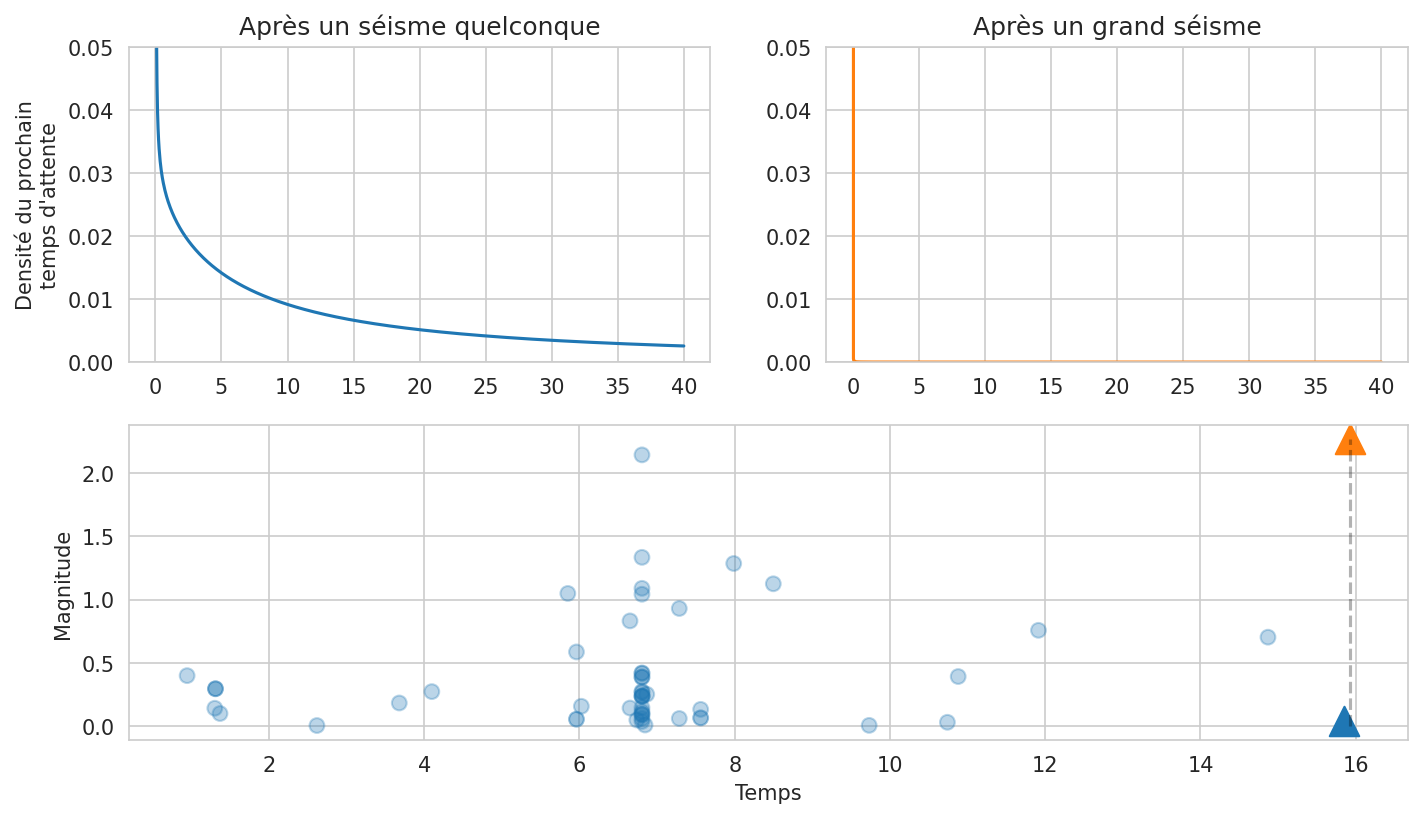 Après un séisme quelconque
Après un grand séisme
Densité du prochain
temps d'attente
0.05
0.04
0.03
0.02
0.01
0.00
0 5 10 15 20 25 30 35 40
0.05
0.04
0.03
0.02
0.01
0.00
0 5 10 15 20 25 30 35 40
Magnitude
2.0
1.5
1.0
0.5
0.0
2 4 6 8 10 12 14 16
Temps